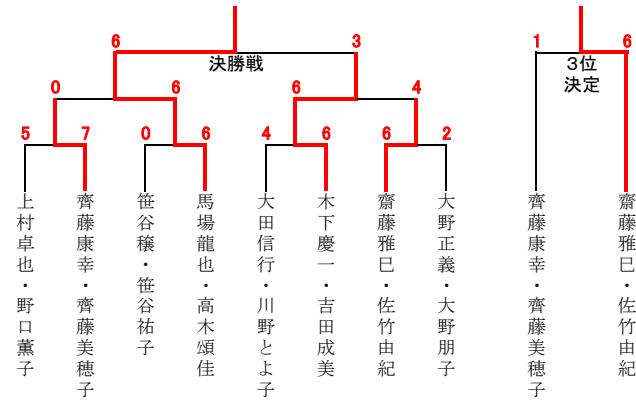 6
3
1
6
決勝戦
3位
決定
0
6
6
4
5
7
0
6
4
6
6
2
上村卓也・野口薫子
齊藤康幸・齊藤美穂子
笹谷穣・笹谷祐子
馬場龍也・高木頌佳
大田信行・川野とよ子
木下慶一・吉田成美
齋藤雅巳・佐竹由紀
大野正義・大野朋子
齊藤康幸・齊藤美穂子
齋藤雅巳・佐竹由紀